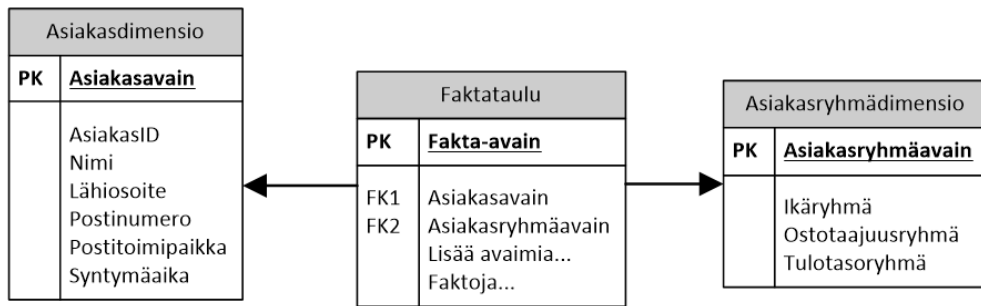 Asiakasdimensio
PK Asiakasavain
AsiakasID
Nimi
Lähiosoite
Postinumero
Postitoimipaikka
Syntymäaika
Faktataulu
PK Fakta-avain
FK1 Asiakasavain
FK2 Asiakasryhmäavain
Lisää avaimia...
Faktoja...
Asiakasryhmädimensio
PK Asiakasryhmäavain
Ikäryhmä
Ostotaajuusryhmä
Tulotasoryhmä